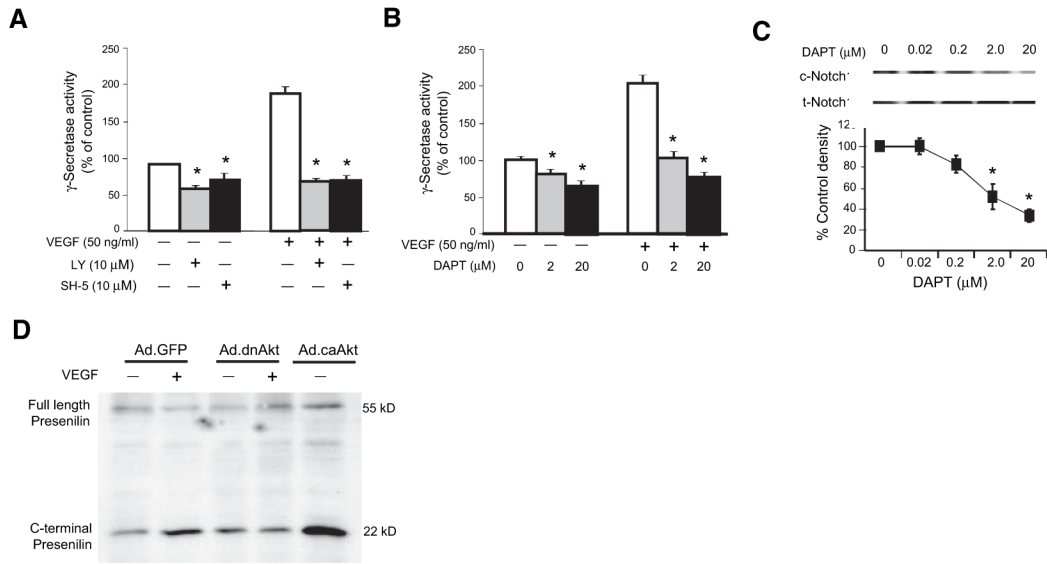 A
γ-Secretase activity
(% of control)
250
200
150
100
50
0
* * * *
VEGF (50 ng/ml) — — — + + +
LY (10 μM) — + — — + —
SH-5 (10 μM) — — + — — +
B
γ-Secretase activity
(% of control)
250
200
150
100
50
0
* * * *
VEGF (50 ng/ml) — — — + + +
DAPT (μM) 0 2 20 0 2 20
C
DAPT (μM) 0 0.02 0.2 2.0 20
c-Notch
t-Notch
% Control density
12
100
80
60
40
20
0
* *
0 0.02 0.2 2.0 20
DAPT (μM)
D
Ad.GFP Ad.dnAkt Ad.caAkt
VEGF — + — + —
Full length
Presenilin
55 kD
C-terminal
Presenilin
22 kD